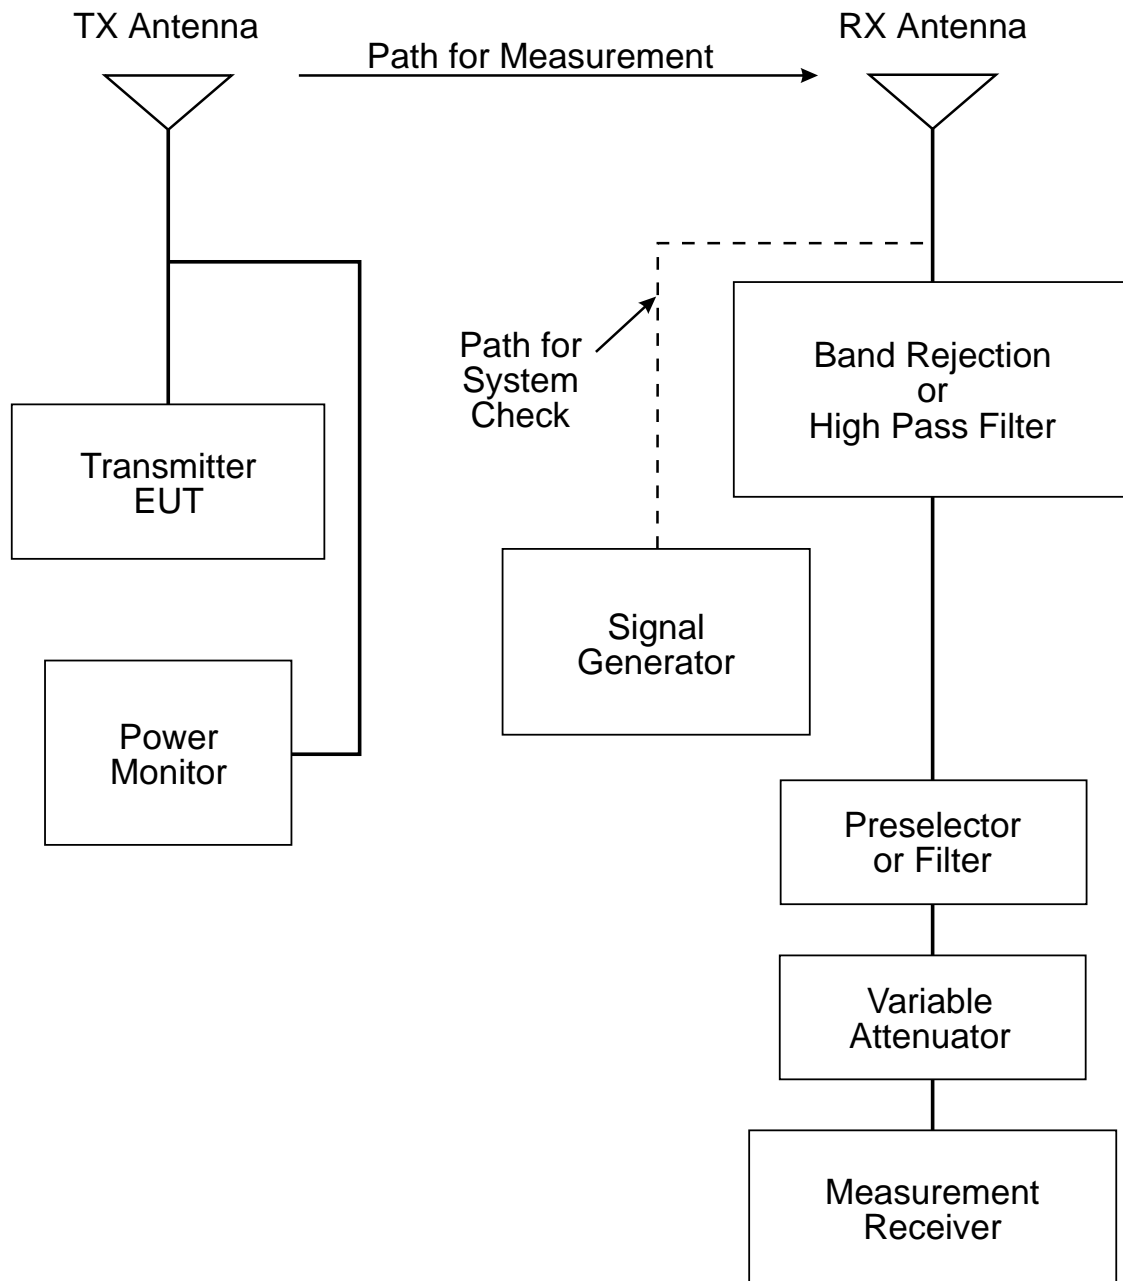 TX Antenna
Path for Measurement
RX Antenna
Path for
System
Check
Band Rejection
or
High Pass Filter
Transmitter
EUT
Signal
Generator
Power
Monitor
Preselector
or Filter
Variable
Attenuator
Measurement
Receiver